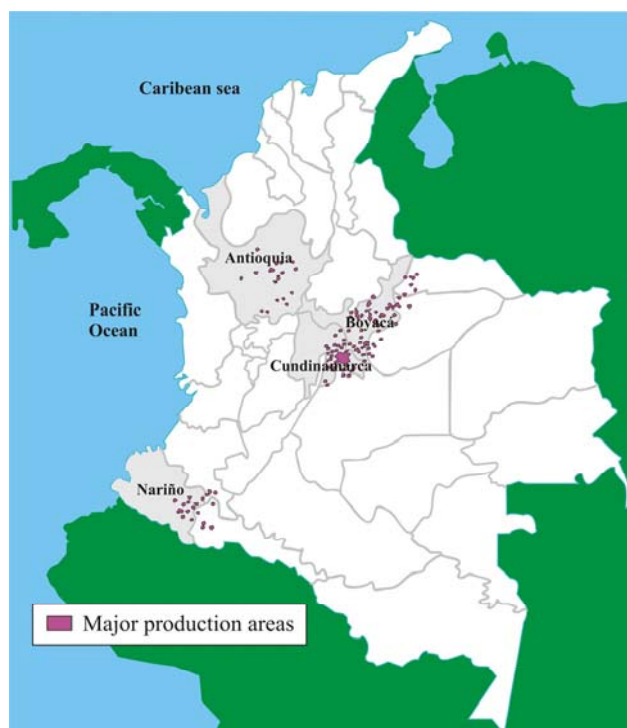 Caribean sea
Antioquia
Pacific
Ocean
Boyaca
Cundinamarca
Nariño
Major production areas